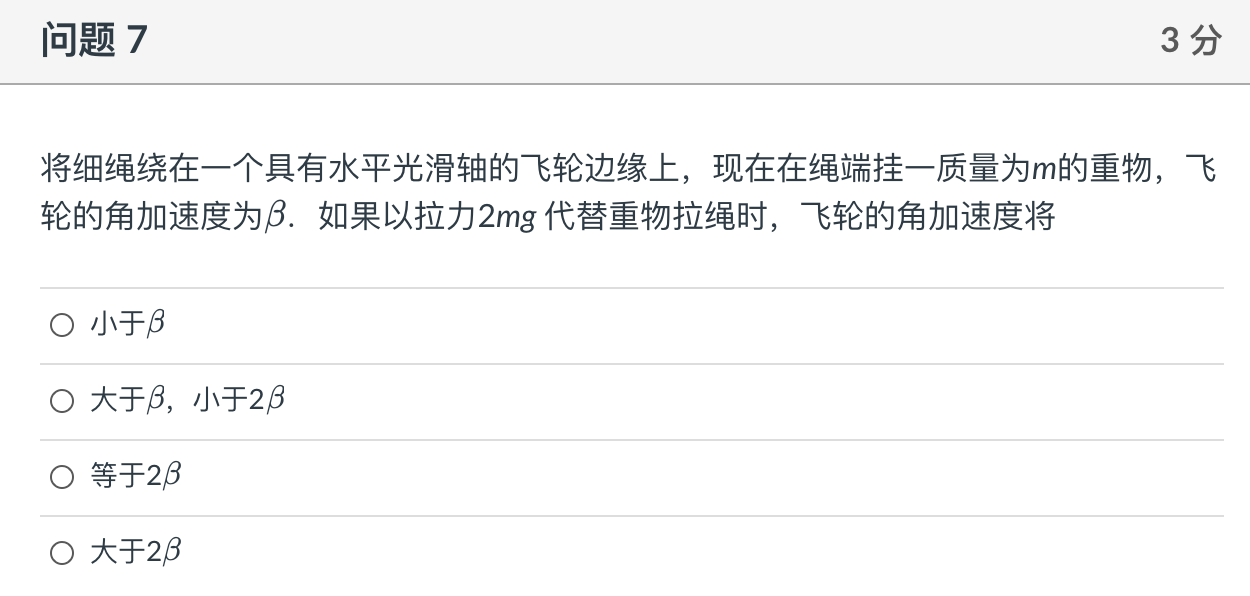 问题 7
3 分
将细绳绕在一个具有水平光滑轴的飞轮边缘上，现在在绳端挂一质量为m的重物，飞
轮的角加速度为β．如果以拉力2mg 代替重物拉绳时，飞轮的角加速度将
小于β
大于β，小于2β
等于2β
大于2β